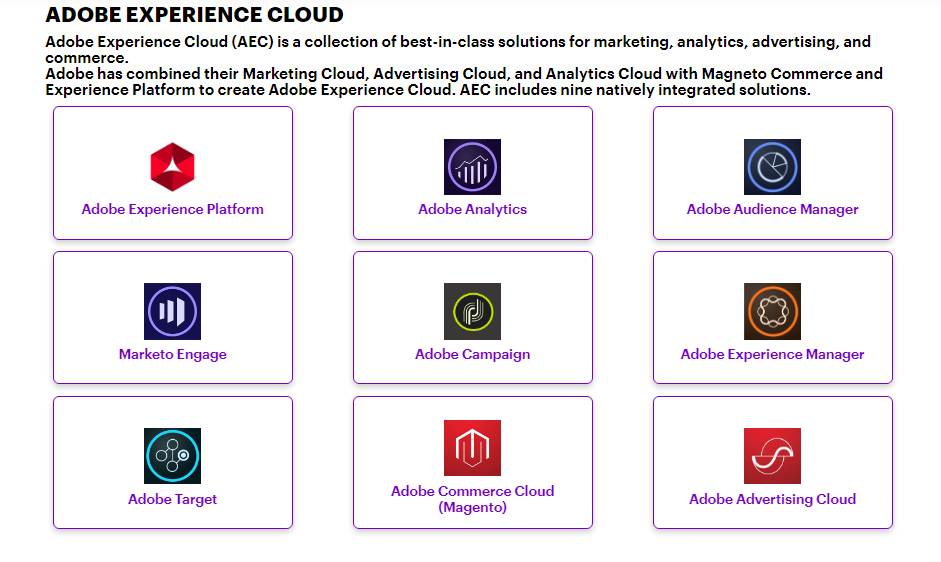 ADOBE EXPERIENCE CLOUD
Adobe Experience Cloud (AEC) is a collection of best-in-class solutions for marketing, analytics, advertising, and
commerce.
Adobe has combined their Marketing Cloud, Advertising Cloud, and Analytics Cloud with Magneto Commerce and
Experience Platform to create Adobe Experience Cloud. AEC includes nine natively integrated solutions.
Adobe Experience Platform
Adobe Analytics
Adobe Audience Manager
Marketo Engage
Adobe Campaign
Adobe Experience Manager
Adobe Target
Adobe Commerce Cloud
(Magento)
Adobe Advertising Cloud